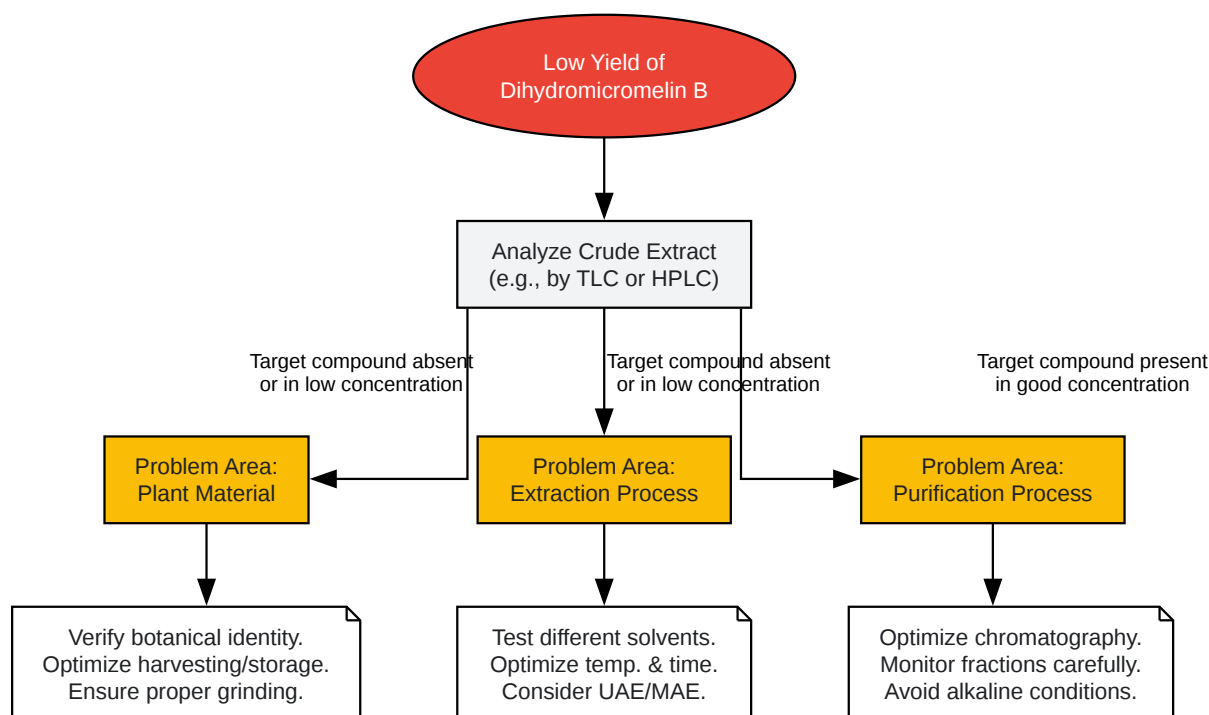 Low Yield of
Dihydromicromelin B
Analyze Crude Extract
(e.g., by TLC or HPLC)
Target compound absent
or in low concentration
Target compound absent
or in low concentration
Target compound present
in good concentration
Problem Area:
Plant Material
Problem Area:
Extraction Process
Problem Area:
Purification Process
Verify botanical identity.
Optimize harvesting/storage.
Ensure proper grinding.
Test different solvents.
Optimize temp. & time.
Consider UAE/MAE.
Optimize chromatography.
Monitor fractions carefully.
Avoid alkaline conditions.